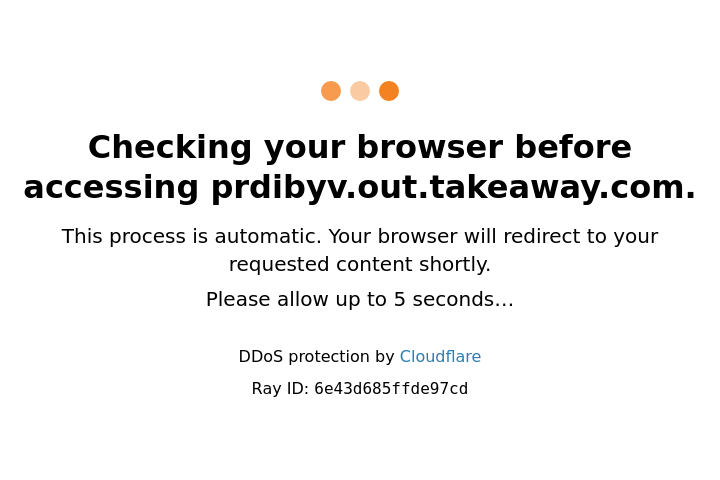 Checking your browser before
accessing prdibyv.out.takeaway.com.
This process is automatic. Your browser will redirect to your
requested content shortly.
Please allow up to 5 seconds…
DDoS protection by Cloudflare
Ray ID: 6e43d685ffde97cd